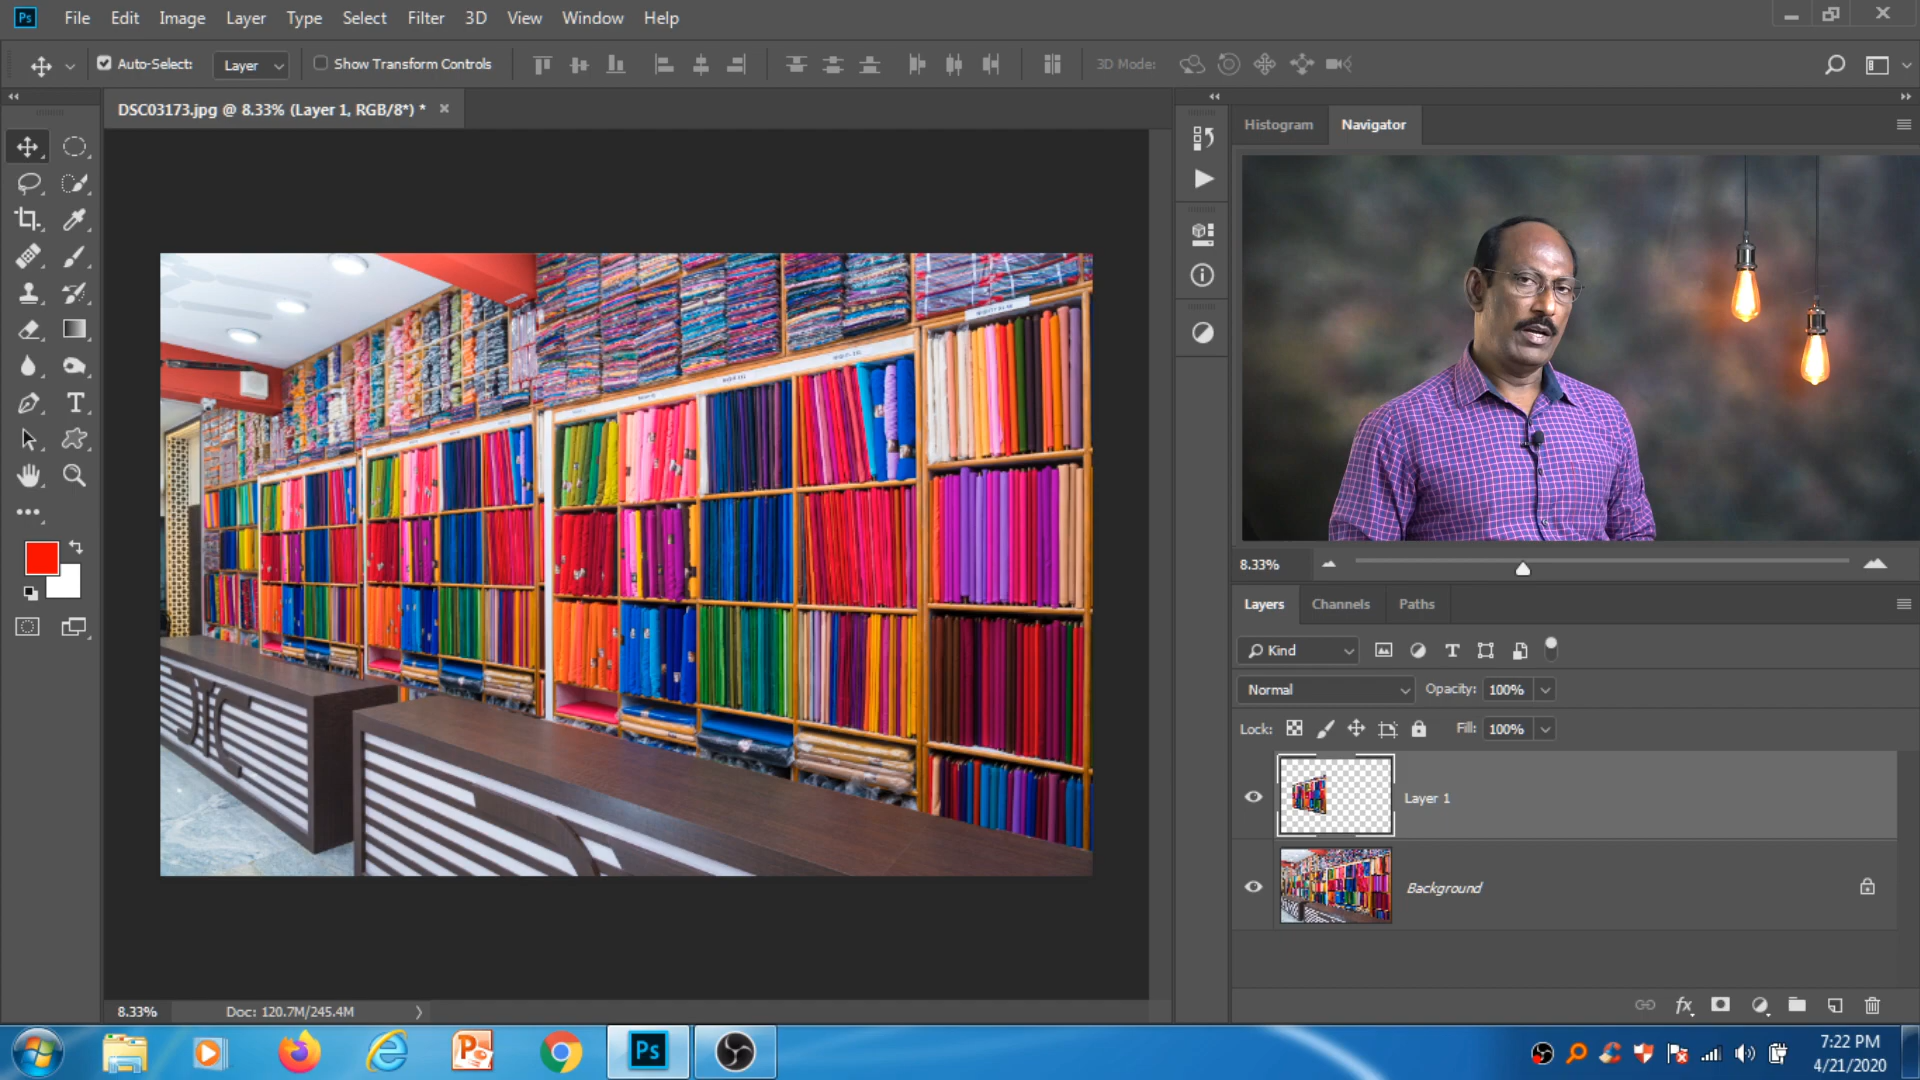 Ps File Edit Image Layer Type Select Filter 3D View Window Help
Auto-Select: Layer Show Transform Controls 3D Mode:
DSC03173.jpg @ 8.33% (Layer 1, RGB/8*) *
Histogram Navigator
8.33%
Layers Channels Paths
Kind
Normal Opacity: 100%
Lock: Fill: 100%
Layer 1
Background
fx
8.33% Doc: 120.7M/245.4M
Ps
7:22 PM
4/21/2020